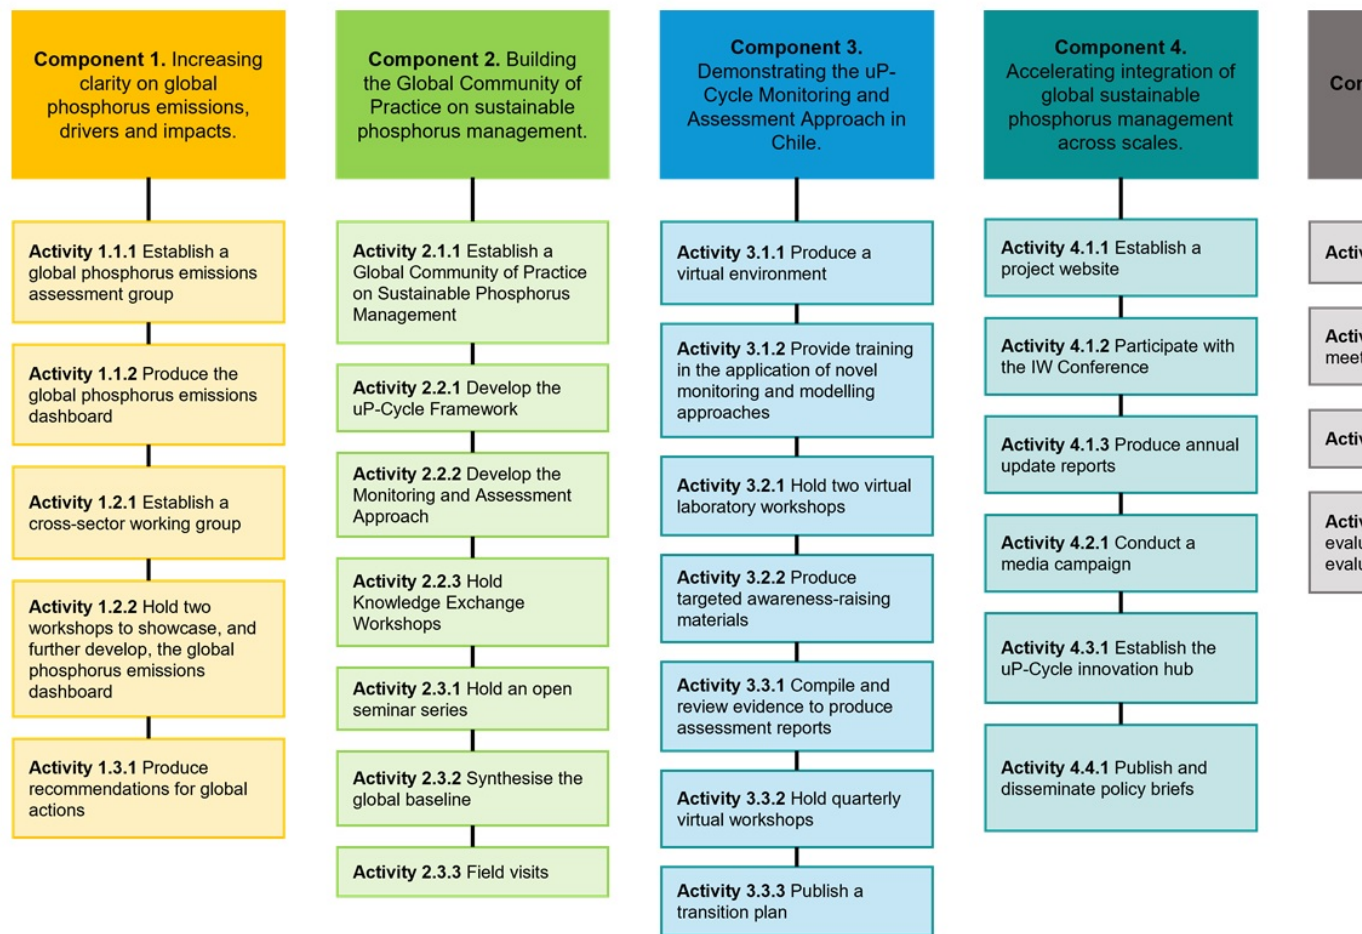 Component 1. Increasing
clarity on global
phosphorus emissions,
drivers and impacts.
Activity 1.1.1 Establish a
global phosphorus emissions
assessment group
Activity 1.1.2 Produce the
global phosphorus emissions
dashboard
Activity 1.2.1 Establish a
cross-sector working group
Activity 1.2.2 Hold two
workshops to showcase, and
further develop, the global
phosphorus emissions
dashboard
Activity 1.3.1 Produce
recommendations for global
actions
Component 2. Building
the Global Community of
Practice on sustainable
phosphorus management.
Activity 2.1.1 Establish a
Global Community of Practice
on Sustainable Phosphorus
Management
Activity 2.2.1 Develop the
uP-Cycle Framework
Activity 2.2.2 Develop the
Monitoring and Assessment
Approach
Activity 2.2.3 Hold
Knowledge Exchange
Workshops
Activity 2.3.1 Hold an open
seminar series
Activity 2.3.2 Synthesise the
global baseline
Activity 2.3.3 Field visits
Component 3.
Demonstrating the uP-
Cycle Monitoring and
Assessment Approach in
Chile.
Activity 3.1.1 Produce a
virtual environment
Activity 3.1.2 Provide training
in the application of novel
monitoring and modelling
approaches
Activity 3.2.1 Hold two virtual
laboratory workshops
Activity 3.2.2 Produce
targeted awareness-raising
materials
Activity 3.3.1 Compile and
review evidence to produce
assessment reports
Activity 3.3.2 Hold quarterly
virtual workshops
Activity 3.3.3 Publish a
transition plan
Component 4.
Accelerating integration of
global sustainable
phosphorus management
across scales.
Activity 4.1.1 Establish a
project website
Activity 4.1.2 Participate with
the IW Conference
Activity 4.1.3 Produce annual
update reports
Activity 4.2.1 Conduct a
media campaign
Activity 4.3.1 Establish the
uP-Cycle innovation hub
Activity 4.4.1 Publish and
disseminate policy briefs